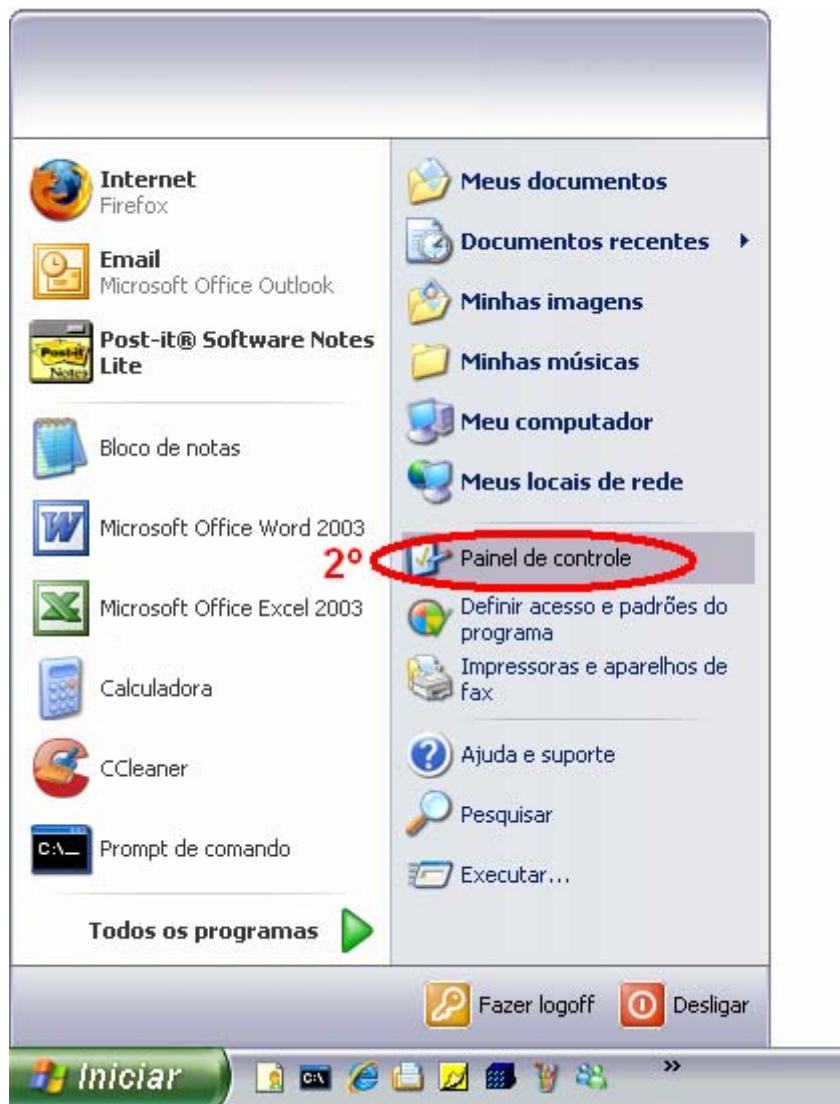 Internet
Firefox
Email
Microsoft Office Outlook
Post-it® Software Notes
Lite
Bloco de notas
Microsoft Office Word 2003
Microsoft Office Excel 2003
Calculadora
CCleaner
Prompt de comando
Todos os programas
Meus documentos
Documentos recentes
Minhas imagens
Minhas músicas
Meu computador
Meus locais de rede
2º
Painel de controle
Definir acesso e padrões do
programa
Impressoras e aparelhos de
fax
Ajuda e suporte
Pesquisar
Executar...
Fazer logoff
Desligar
Iniciar
»